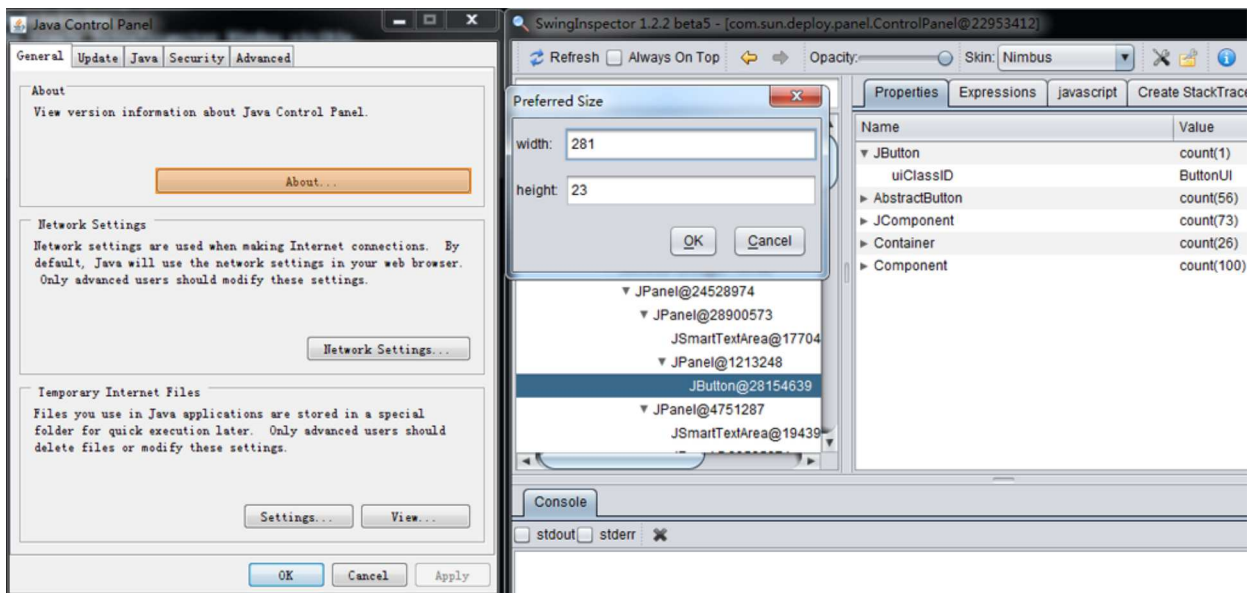 Java Control Panel
General Update Java Security Advanced
About
View version information about Java Control Panel.
About...
Network Settings
Network settings are used when making Internet connections. By
default, Java will use the network settings in your web browser.
Only advanced users should modify these settings.
Network Settings...
Temporary Internet Files
Files you use in Java applications are stored in a special
folder for quick execution later. Only advanced users should
delete files or modify these settings.
Settings... View...
OK Cancel Apply
SwingInspector 1.2.2 beta5 - [com.sun.deploy.panel.ControlPanel@22953412]
Refresh Always On Top Opacity: Skin: Nimbus
Preferred Size
width: 281
height: 23
OK Cancel
JPanel@24528974
JPanel@28900573
JSmartTextArea@17704
JPanel@1213248
JButton@28154639
JPanel@4751287
JSmartTextArea@19439
Properties Expressions javascript Create StackTrace
Name Value
JButton count(1)
uiClassID ButtonUI
AbstractButton count(56)
JComponent count(73)
Container count(26)
Component count(100)
Console
stdout stderr